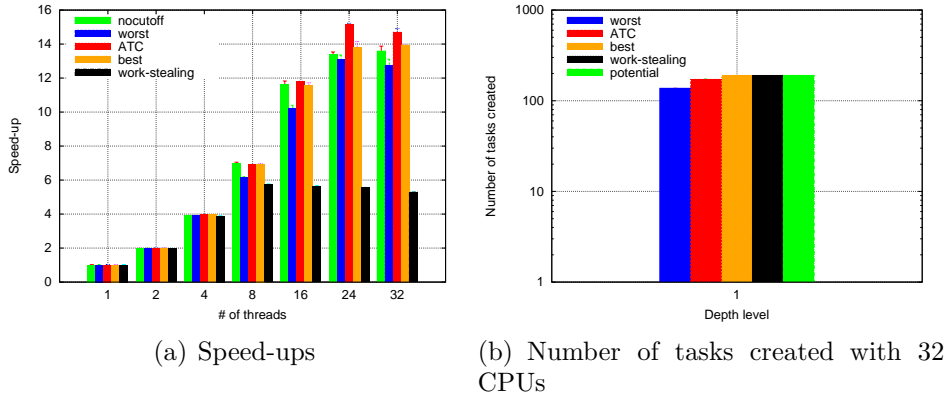 16
14
12
10
8
6
4
2
0
Speed-up
nocutoff
worst
ATC
best
work-stealing
1 2 4 8 16 24 32
# of threads
(a) Speed-ups
1000
100
10
1
Number of tasks created
worst
ATC
best
work-stealing
potential
1
Depth level
(b) Number of tasks created with 32
CPUs